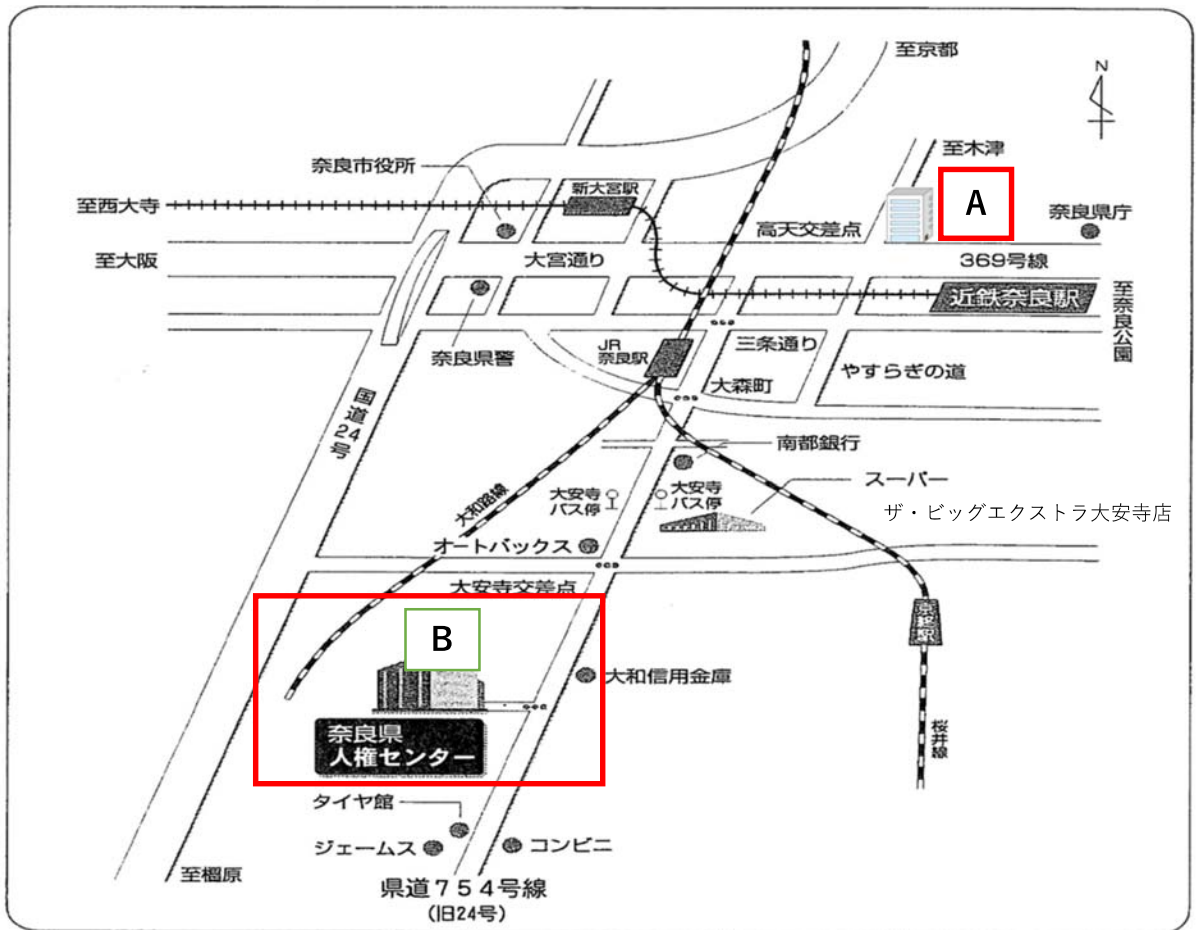 至京都
N
至木津
奈良市役所
新大宮駅
A
至西大寺
奈良県庁
高天交差点
至大阪
大宮通り
369号線
近鉄奈良駅
至奈良公園
奈良県警
JR
奈良駅
三条通り
やすらぎの道
大森町
国道24号
南都銀行
スーパー
大安寺
バス停
大安寺
バス停
ザ・ビッグエクストラ大安寺店
大和路線
オートバックス
大安寺交差点
京終駅
B
大和信用金庫
奈良県
人権センター
桜井線
タイヤ館
ジェームス
コンビニ
至橿原
県道754号線
(旧24号)